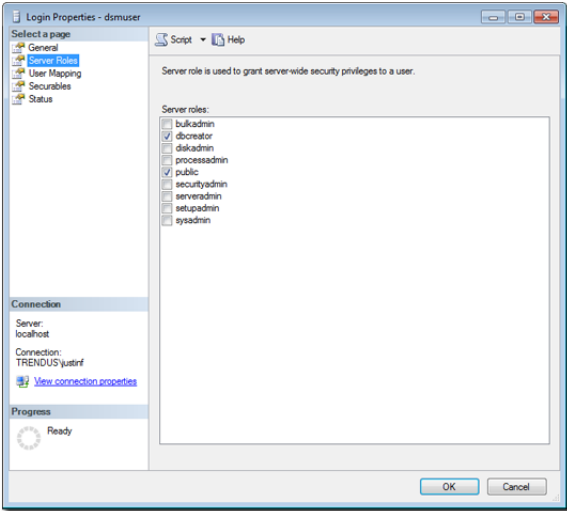 Login Properties - dsmuser
Select a page
General
Server Roles
User Mapping
Securables
Status
Script
Help
Server role is used to grant server-wide security privileges to a user.
Server roles:
bulkadmin
dbcreator
diskadmin
processadmin
public
securityadmin
serveradmin
setupadmin
sysadmin
Connection
Server:
localhost
Connection:
TRENDUS\justinf
View connection properties
Progress
Ready
OK
Cancel